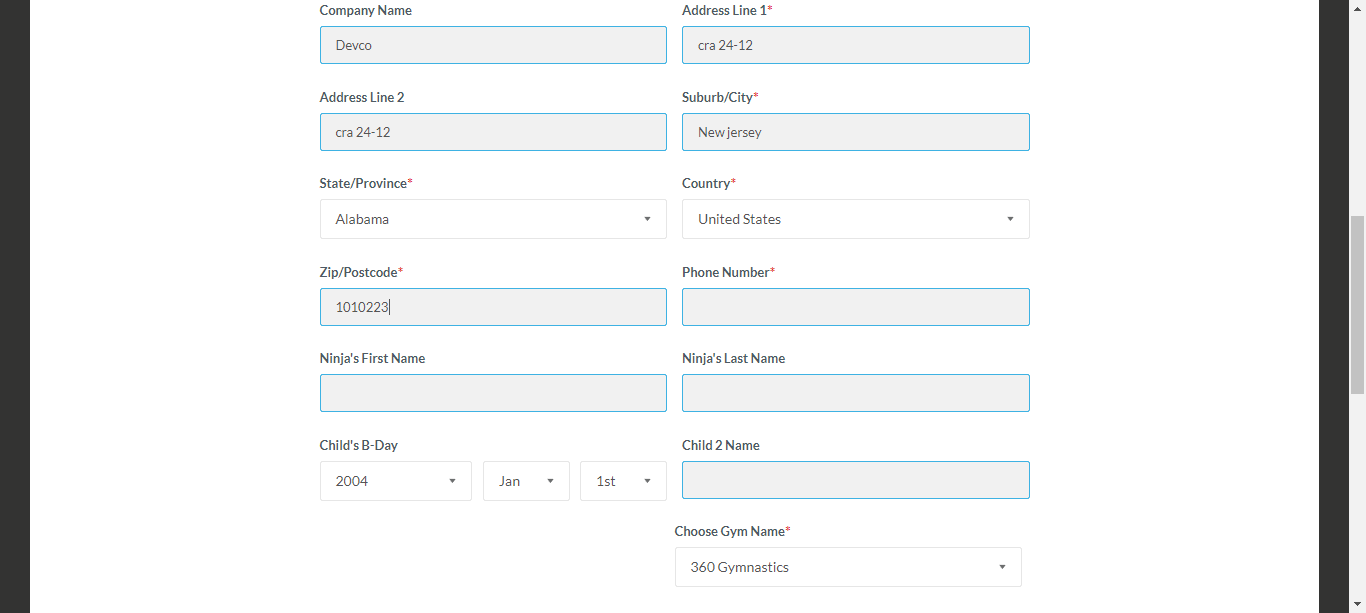 Company Name Address Line 1*
Devco cra 24-12
Address Line 2 Suburb/City*
cra 24-12 New jersey
State/Province* Country*
Alabama United States
Zip/Postcode* Phone Number*
1010223
Ninja's First Name Ninja's Last Name
Child's B-Day Child 2 Name
2004 Jan 1st
Choose Gym Name*
360 Gymnastics